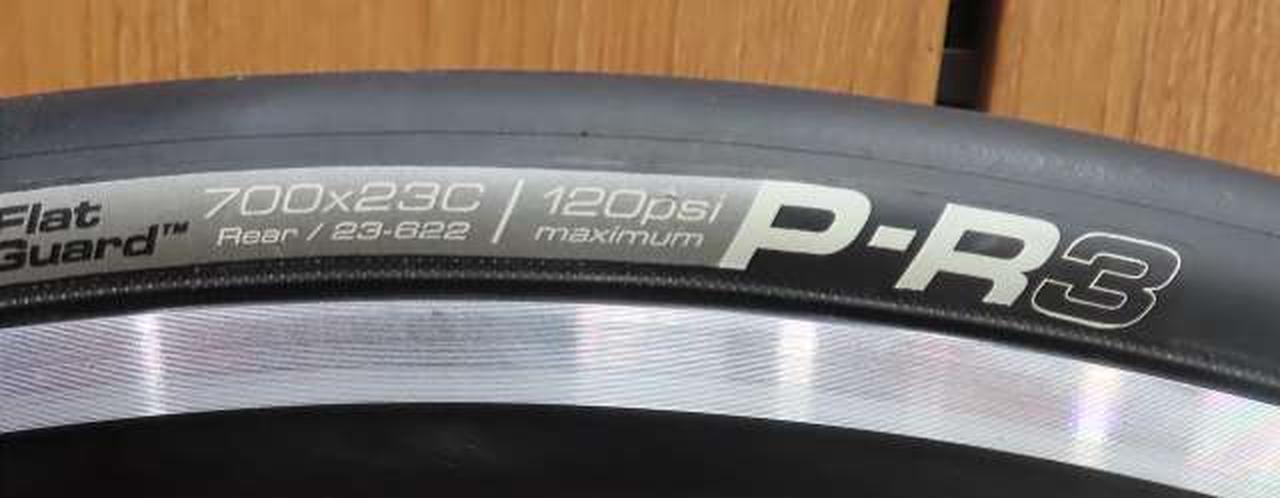 Flat
Guard™
700x23C
Rear / 23-622
120psi
maximum
P-R3